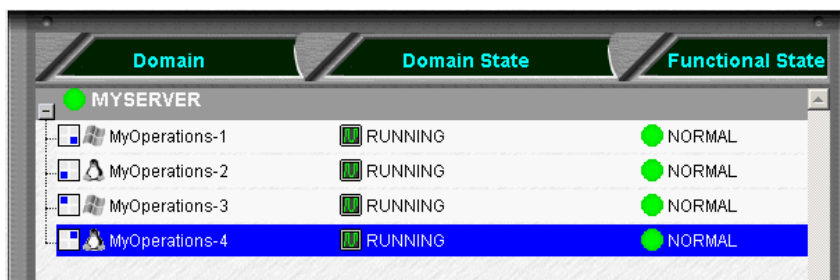 Domain Domain State Functional State
MYSERVER
MyOperations-1 RUNNING NORMAL
MyOperations-2 RUNNING NORMAL
MyOperations-3 RUNNING NORMAL
MyOperations-4 RUNNING NORMAL